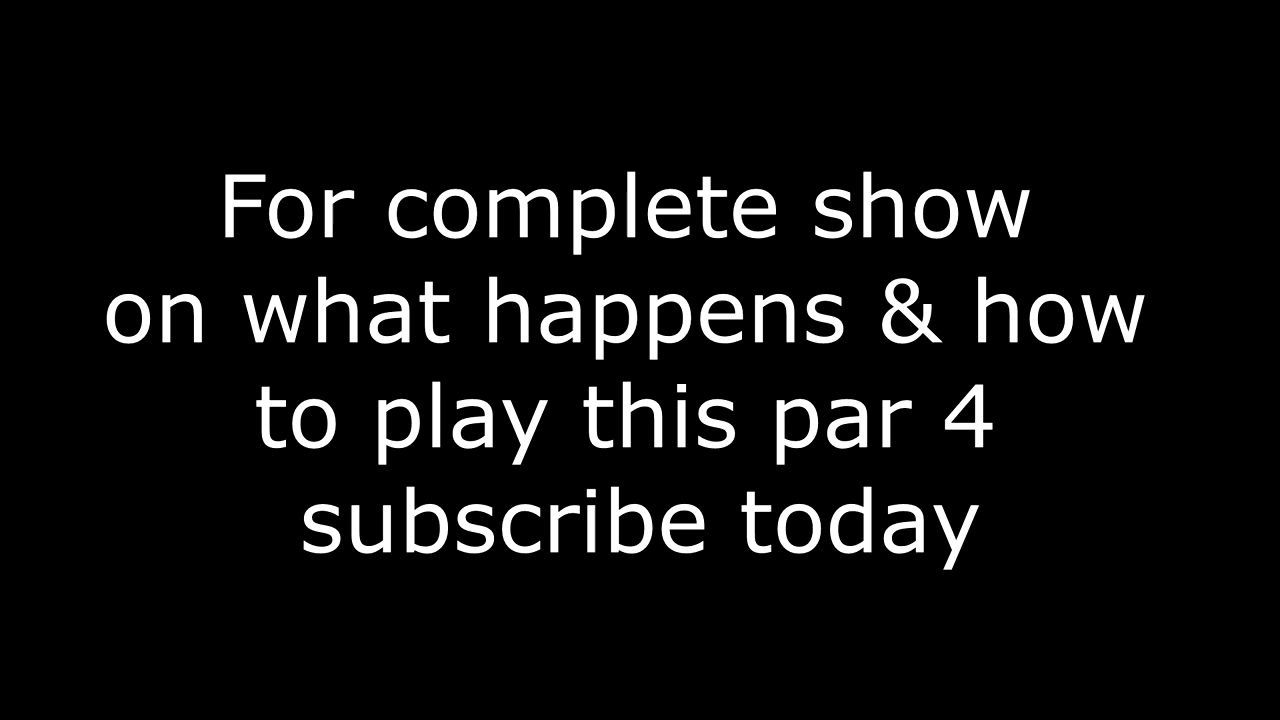 For complete show
on what happens & how
to play this par 4
subscribe today